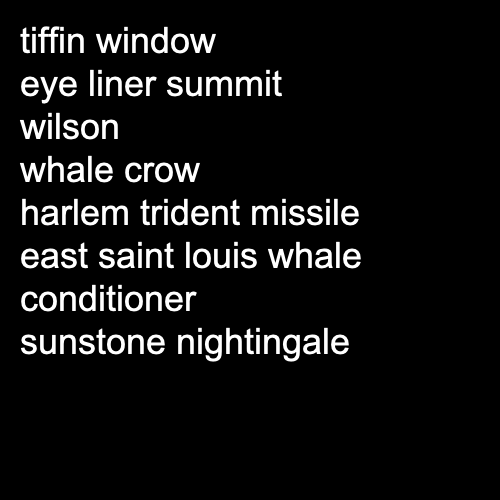 tiffin window
eye liner summit
wilson
whale crow
harlem trident missile
east saint louis whale
conditioner
sunstone nightingale